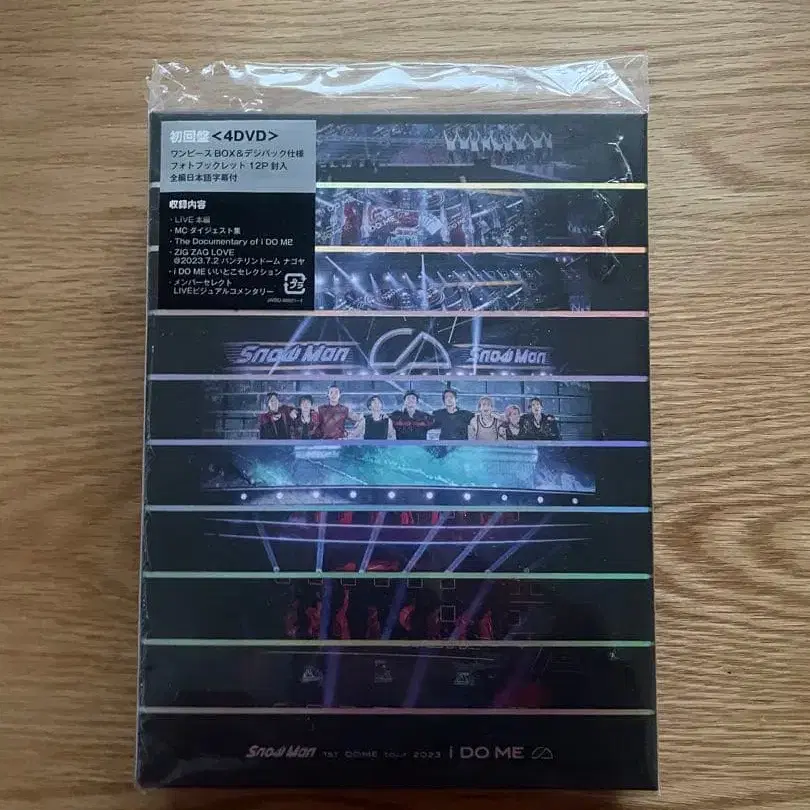 初回盤<4DVD>
ワンピースBOX&デジパック仕様
フォトブックレット 12P 封入
全編日本語字幕付
収録内容
・LIVE 本編
・MC ダイジェスト集
・The Documentary of i DO ME
・ZIG ZAG LOVE
@2023.7.2 バンテリンドーム ナゴヤ
・i DO ME いいとこセレクション
・メンバーセレクト
LIVEビジュアルコメンタリー
プラ
Snow Man
Snow Man
Snow Man 1ST DOME tour 2023 i DO ME